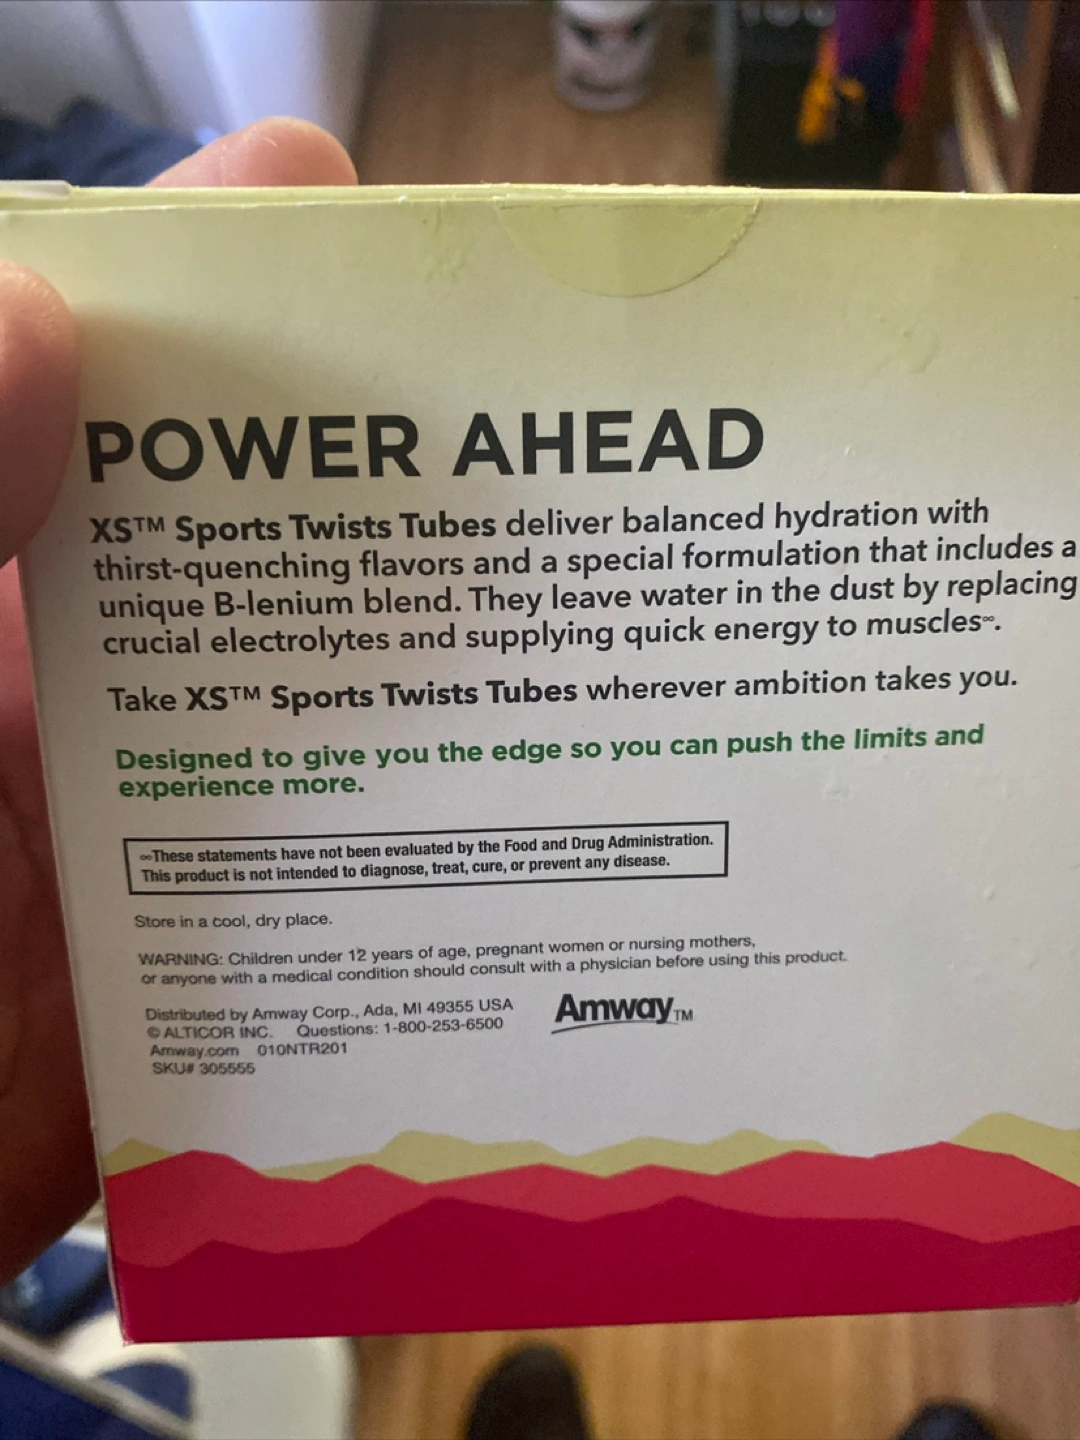 POWER AHEAD
XS™ Sports Twists Tubes deliver balanced hydration with
thirst-quenching flavors and a special formulation that includes a
unique B-lenium blend. They leave water in the dust by replacing
crucial electrolytes and supplying quick energy to muscles∞.
Take XS™ Sports Twists Tubes wherever ambition takes you.
Designed to give you the edge so you can push the limits and
experience more.
∞These statements have not been evaluated by the Food and Drug Administration.
This product is not intended to diagnose, treat, cure, or prevent any disease.
Store in a cool, dry place.
WARNING: Children under 12 years of age, pregnant women or nursing mothers,
or anyone with a medical condition should consult with a physician before using this product.
Distributed by Amway Corp., Ada, MI 49355 USA
© ALTICOR INC. Questions: 1-800-253-6500
Amway.com 010NTR201
SKU# 305555
Amway™